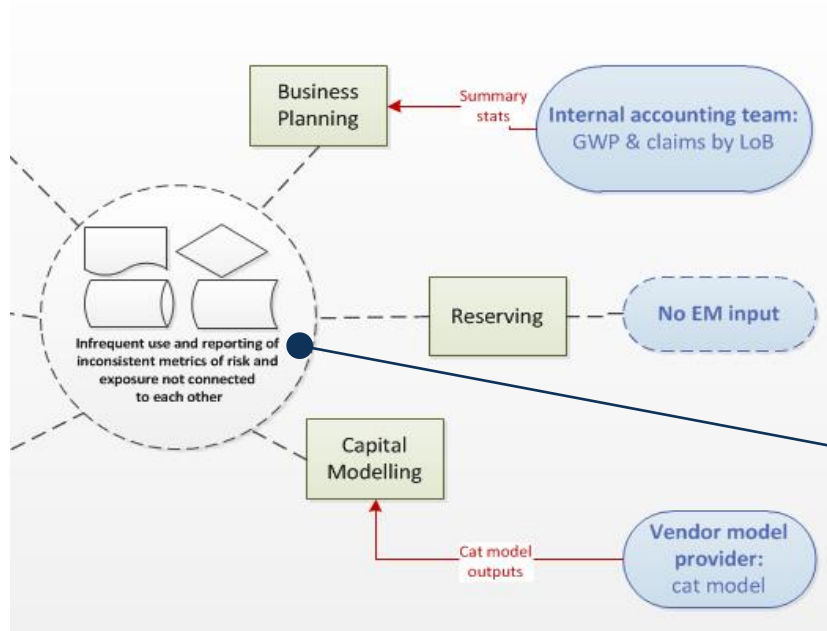 Business
Planning
Summary
stats
Internal accounting team:
GWP & claims by LoB
Infrequent use and reporting of
inconsistent metrics of risk and
exposure not connected
to each other
Reserving
No EM input
Capital
Modelling
Cat model
outputs
Vendor model
provider:
cat model